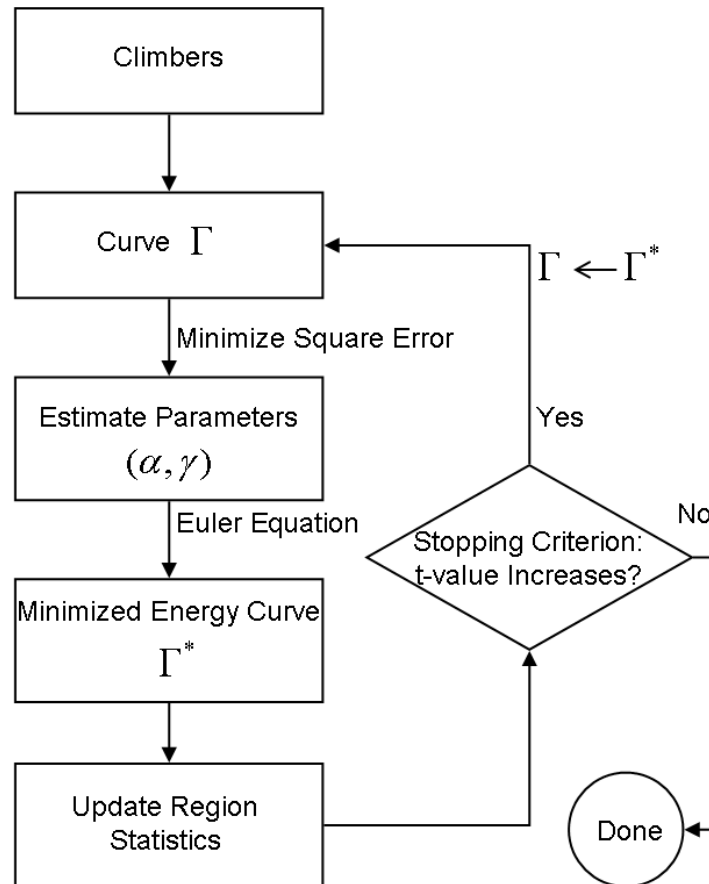 Climbers
Curve Γ
Γ ← Γ*
Minimize Square Error
Estimate Parameters
(α, γ)
Yes
Euler Equation
No
Stopping Criterion:
t-value Increases?
Minimized Energy Curve
Γ*
Update Region
Statistics
Done